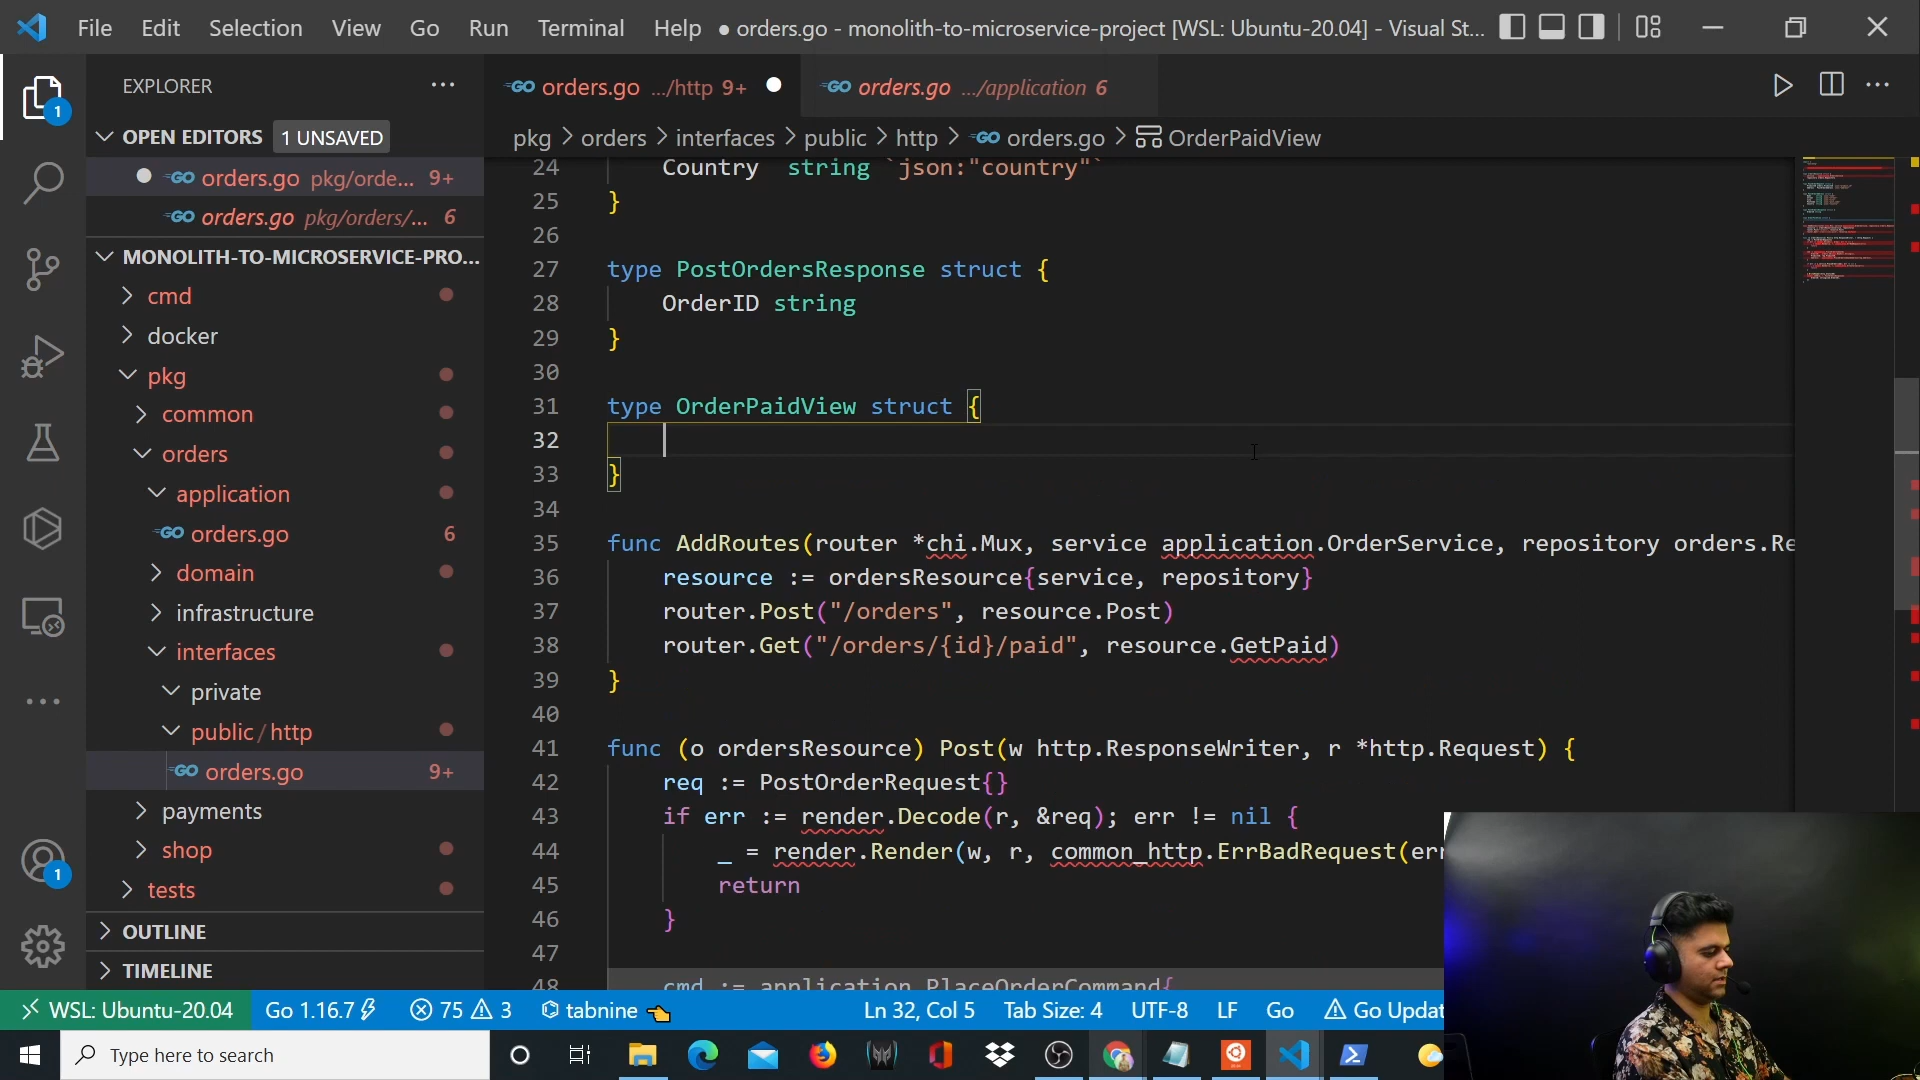 File Edit Selection View Go Run Terminal Help ● orders.go - monolith-to-microservice-project [WSL: Ubuntu-20.04] - Visual St...
EXPLORER
OPEN EDITORS 1 UNSAVED
orders.go pkg/orde... 9+
orders.go pkg/orders/... 6
MONOLITH-TO-MICROSERVICE-PRO...
cmd
docker
pkg
common
orders
application
orders.go 6
domain
infrastructure
interfaces
private
public/http
orders.go 9+
payments
shop
tests
OUTLINE
TIMELINE
1
1
GO orders.go .../http 9+
GO orders.go .../application 6
pkg > orders > interfaces > public > http > GO orders.go > OrderPaidView
24 Country string `json:"country"`
25 }
26
27 type PostOrdersResponse struct {
28 OrderID string
29 }
30
31 type OrderPaidView struct {
32
33 }
34
35 func AddRoutes(router *chi.Mux, service application.OrderService, repository orders.Re
36 resource := ordersResource{service, repository}
37 router.Post("/orders", resource.Post)
38 router.Get("/orders/{id}/paid", resource.GetPaid)
39 }
40
41 func (o ordersResource) Post(w http.ResponseWriter, r *http.Request) {
42 req := PostOrderRequest{}
43 if err := render.Decode(r, &req); err != nil {
44 _ = render.Render(w, r, common_http.ErrBadRequest(err
45 return
46 }
47
48 cmd := application.PlaceOrderCommand{
WSL: Ubuntu-20.04 Go 1.16.7 75 3 tabnine Ln 32, Col 5 Tab Size: 4 UTF-8 LF Go Go Updat
Type here to search